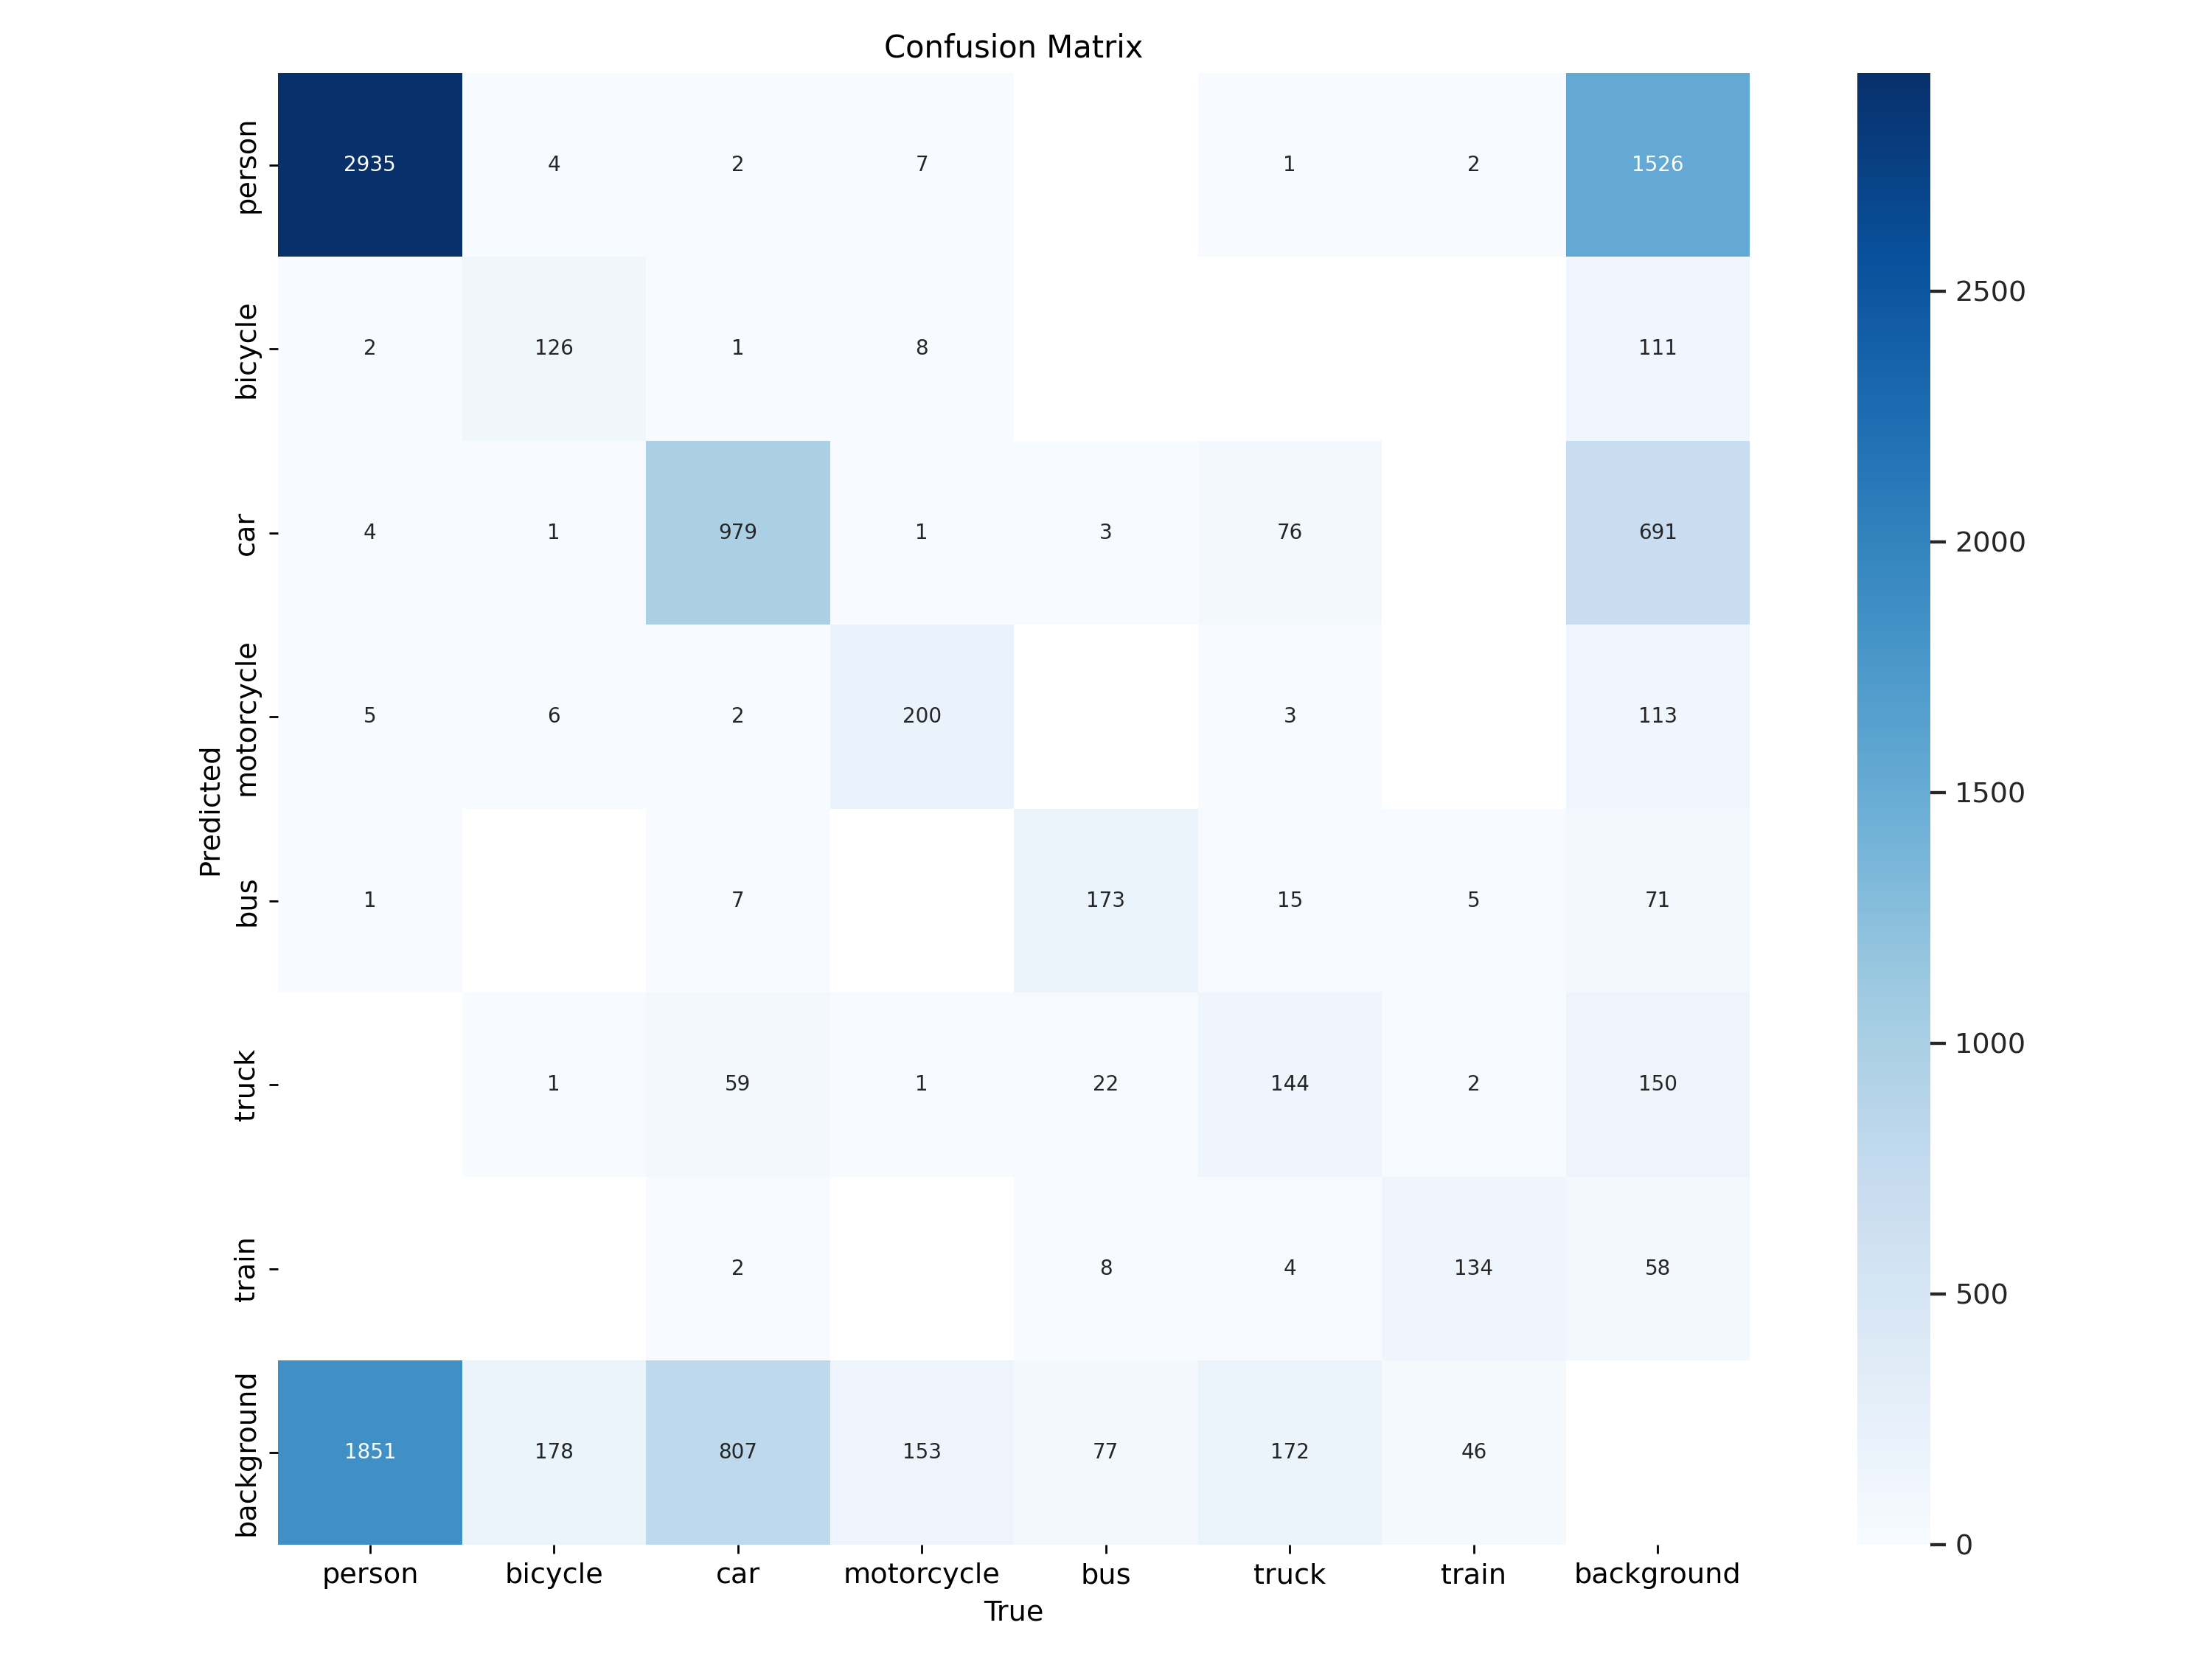 Confusion Matrix
person
2935 4 2 7 1 2 1526
bicycle
2 126 1 8 111
car
4 1 979 1 3 76 691
motorcycle
5 6 2 200 3 113
bus
1 7 173 15 5 71
truck
1 59 1 22 144 2 150
train
2 8 4 134 58
background
1851 178 807 153 77 172 46
Predicted
person bicycle car motorcycle bus truck train background
True
2500
2000
1500
1000
500
0